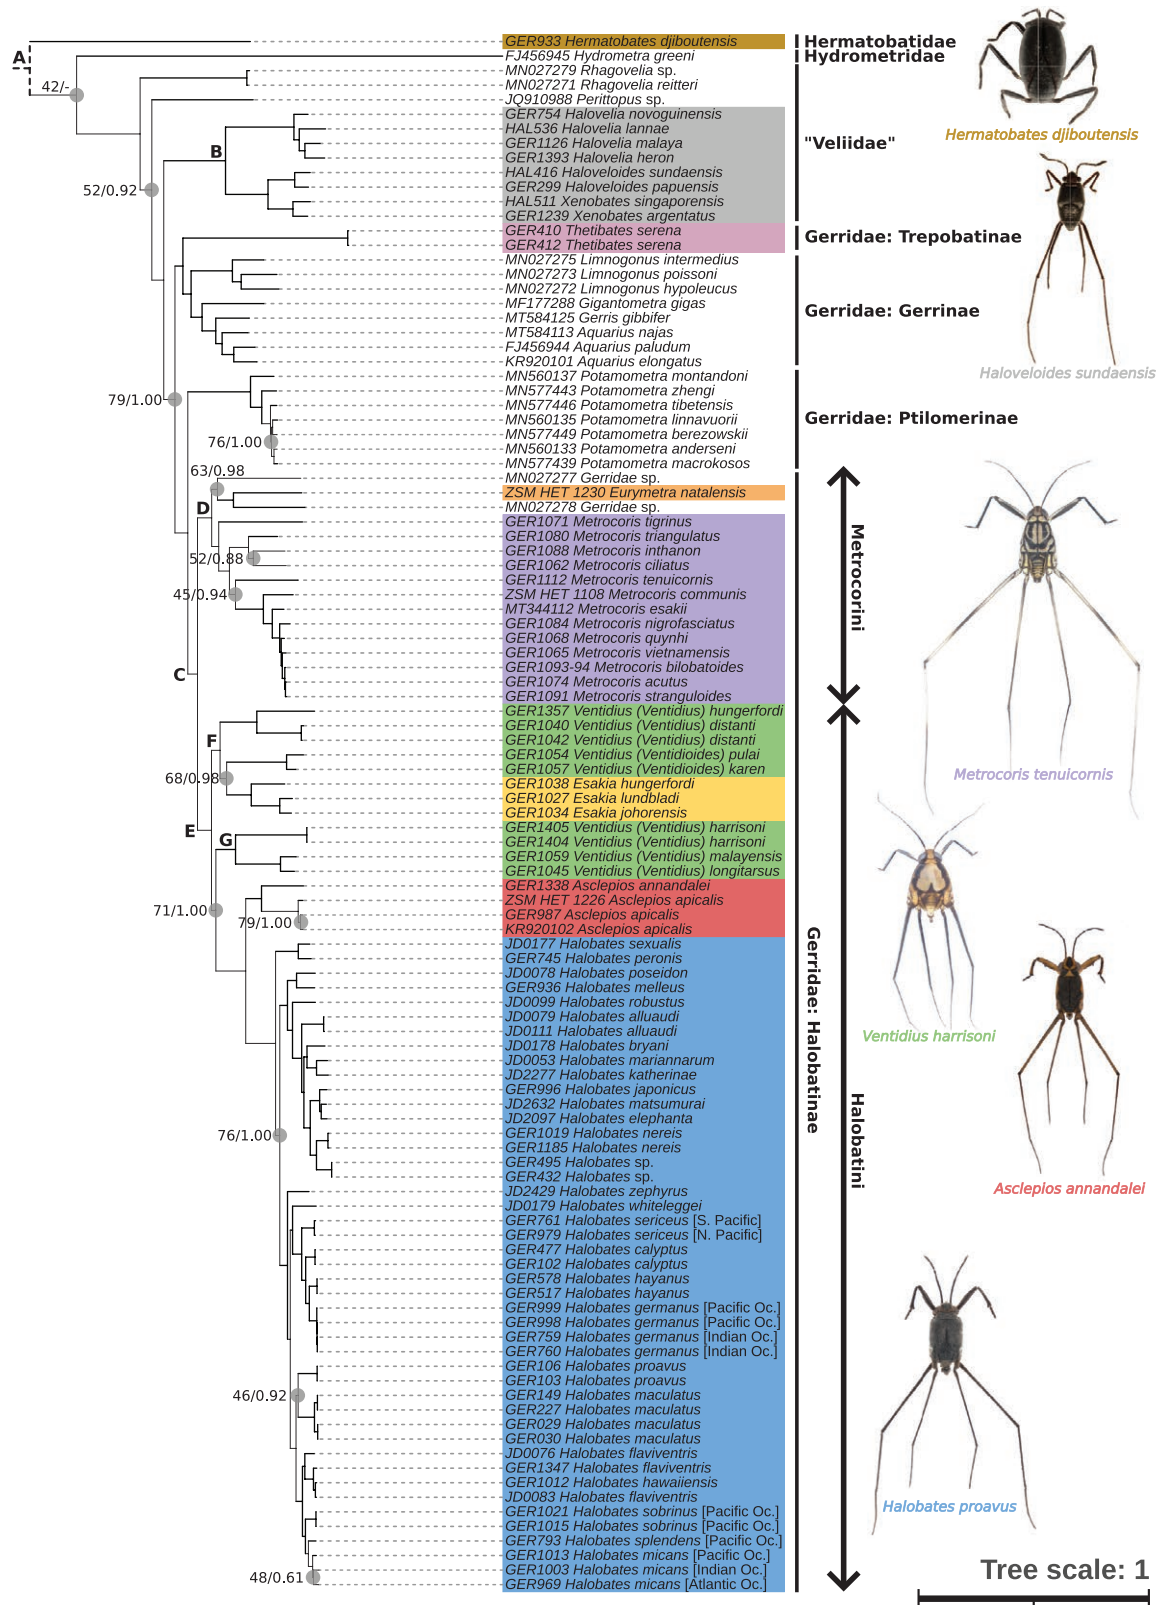 A
42/-
52/0.92
B
79/1.00
76/1.00
63/0.98
D
52/0.88
45/0.94
C
F
68/0.98
E
G
71/1.00
79/1.00
76/1.00
46/0.92
48/0.61
GER933 Hermatobates djiboutensis
FJ456945 Hydrometra greeni
MN027279 Rhagovelia sp.
MN027271 Rhagovelia reitteri
JQ910988 Perittopus sp.
GER754 Halovelia novoguinensis
HAL536 Halovelia lannae
GER1126 Halovelia malaya
GER1393 Halovelia heron
HAL416 Haloveloides sundaensis
GER299 Haloveloides papuensis
HAL511 Xenobates singaporensis
GER1239 Xenobates argentatus
GER410 Thetibates serena
GER412 Thetibates serena
MN027275 Limnogonus intermedius
MN027273 Limnogonus poissoni
MN027272 Limnogonus hypoleucus
MF177288 Gigantometra gigas
MT584125 Gerris gibbifer
MT584113 Aquarius najas
FJ456944 Aquarius paludum
KR920101 Aquarius elongatus
MN560137 Potamometra montandoni
MN577443 Potamometra zhengi
MN577446 Potamometra tibetensis
MN560135 Potamometra linnavuorii
MN577449 Potamometra berezowskii
MN560133 Potamometra anderseni
MN577439 Potamometra macrokosos
MN027277 Gerridae sp.
ZSM HET 1230 Eurymetra natalensis
MN027278 Gerridae sp.
GER1071 Metrocoris tigrinus
GER1080 Metrocoris triangulatus
GER1088 Metrocoris inthanon
GER1062 Metrocoris ciliatus
GER1112 Metrocoris tenuicornis
ZSM HET 1108 Metrocoris communis
MT344112 Metrocoris esakii
GER1084 Metrocoris nigrofasciatus
GER1068 Metrocoris quynhi
GER1065 Metrocoris vietnamensis
GER1093-94 Metrocoris bilobatoides
GER1074 Metrocoris acutus
GER1091 Metrocoris stranguloides
GER1357 Ventidius (Ventidius) hungerfordi
GER1040 Ventidius (Ventidius) distanti
GER1042 Ventidius (Ventidius) distanti
GER1054 Ventidius (Ventidioides) pulai
GER1057 Ventidius (Ventidioides) karen
GER1038 Esakia hungerfordi
GER1027 Esakia lundbladi
GER1034 Esakia johorensis
GER1405 Ventidius (Ventidius) harrisoni
GER1404 Ventidius (Ventidius) harrisoni
GER1059 Ventidius (Ventidius) malayensis
GER1045 Ventidius (Ventidius) longitarsus
GER1338 Asclepios annandalei
ZSM HET 1226 Asclepios apicalis
GER987 Asclepios apicalis
KR920102 Asclepios apicalis
JD0177 Halobates sexualis
GER745 Halobates peronis
JD0078 Halobates poseidon
GER936 Halobates melleus
JD0099 Halobates robustus
JD0079 Halobates alluaudi
JD0111 Halobates alluaudi
JD0178 Halobates bryani
JD0053 Halobates mariannarum
JD2277 Halobates katherinae
GER996 Halobates japonicus
JD2632 Halobates matsumurai
JD2097 Halobates elephanta
GER1019 Halobates nereis
GER1185 Halobates nereis
GER495 Halobates sp.
GER432 Halobates sp.
JD2429 Halobates zephyrus
JD0179 Halobates whiteleggei
GER761 Halobates sericeus [S. Pacific]
GER979 Halobates sericeus [N. Pacific]
GER477 Halobates calyptus
GER102 Halobates calyptus
GER578 Halobates hayanus
GER517 Halobates hayanus
GER999 Halobates germanus [Pacific Oc.]
GER998 Halobates germanus [Pacific Oc.]
GER759 Halobates germanus [Indian Oc.]
GER760 Halobates germanus [Indian Oc.]
GER106 Halobates proavus
GER103 Halobates proavus
GER149 Halobates maculatus
GER227 Halobates maculatus
GER029 Halobates maculatus
GER030 Halobates maculatus
JD0076 Halobates flaviventris
GER1347 Halobates flaviventris
GER1012 Halobates hawaiiensis
JD0083 Halobates flaviventris
GER1021 Halobates sobrinus [Pacific Oc.]
GER1015 Halobates sobrinus [Pacific Oc.]
GER793 Halobates splendens [Pacific Oc.]
GER1013 Halobates micans [Pacific Oc.]
GER1003 Halobates micans [Indian Oc.]
GER969 Halobates micans [Atlantic Oc.]
Hermatobatidae
Hydrometridae
"Veliidae"
Gerridae: Trepobatinae
Gerridae: Gerrinae
Gerridae: Ptilomerinae
Gerridae: Halobatinae
Metrocorini
Halobatini
Hermatobates djiboutensis
Haloveloides sundaensis
Metrocoris tenuicornis
Ventidius harrisoni
Asclepios annandalei
Halobates proavus
Tree scale: 1